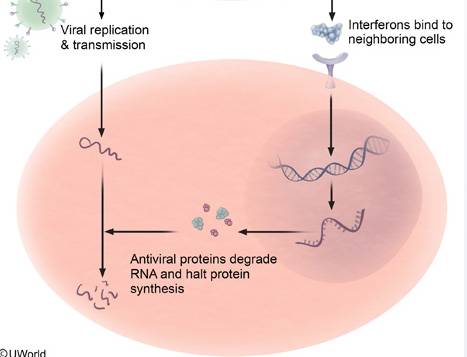 Viral replication
& transmission
Interferons bind to
neighboring cells
Antiviral proteins degrade
RNA and halt protein
synthesis
©UWorld